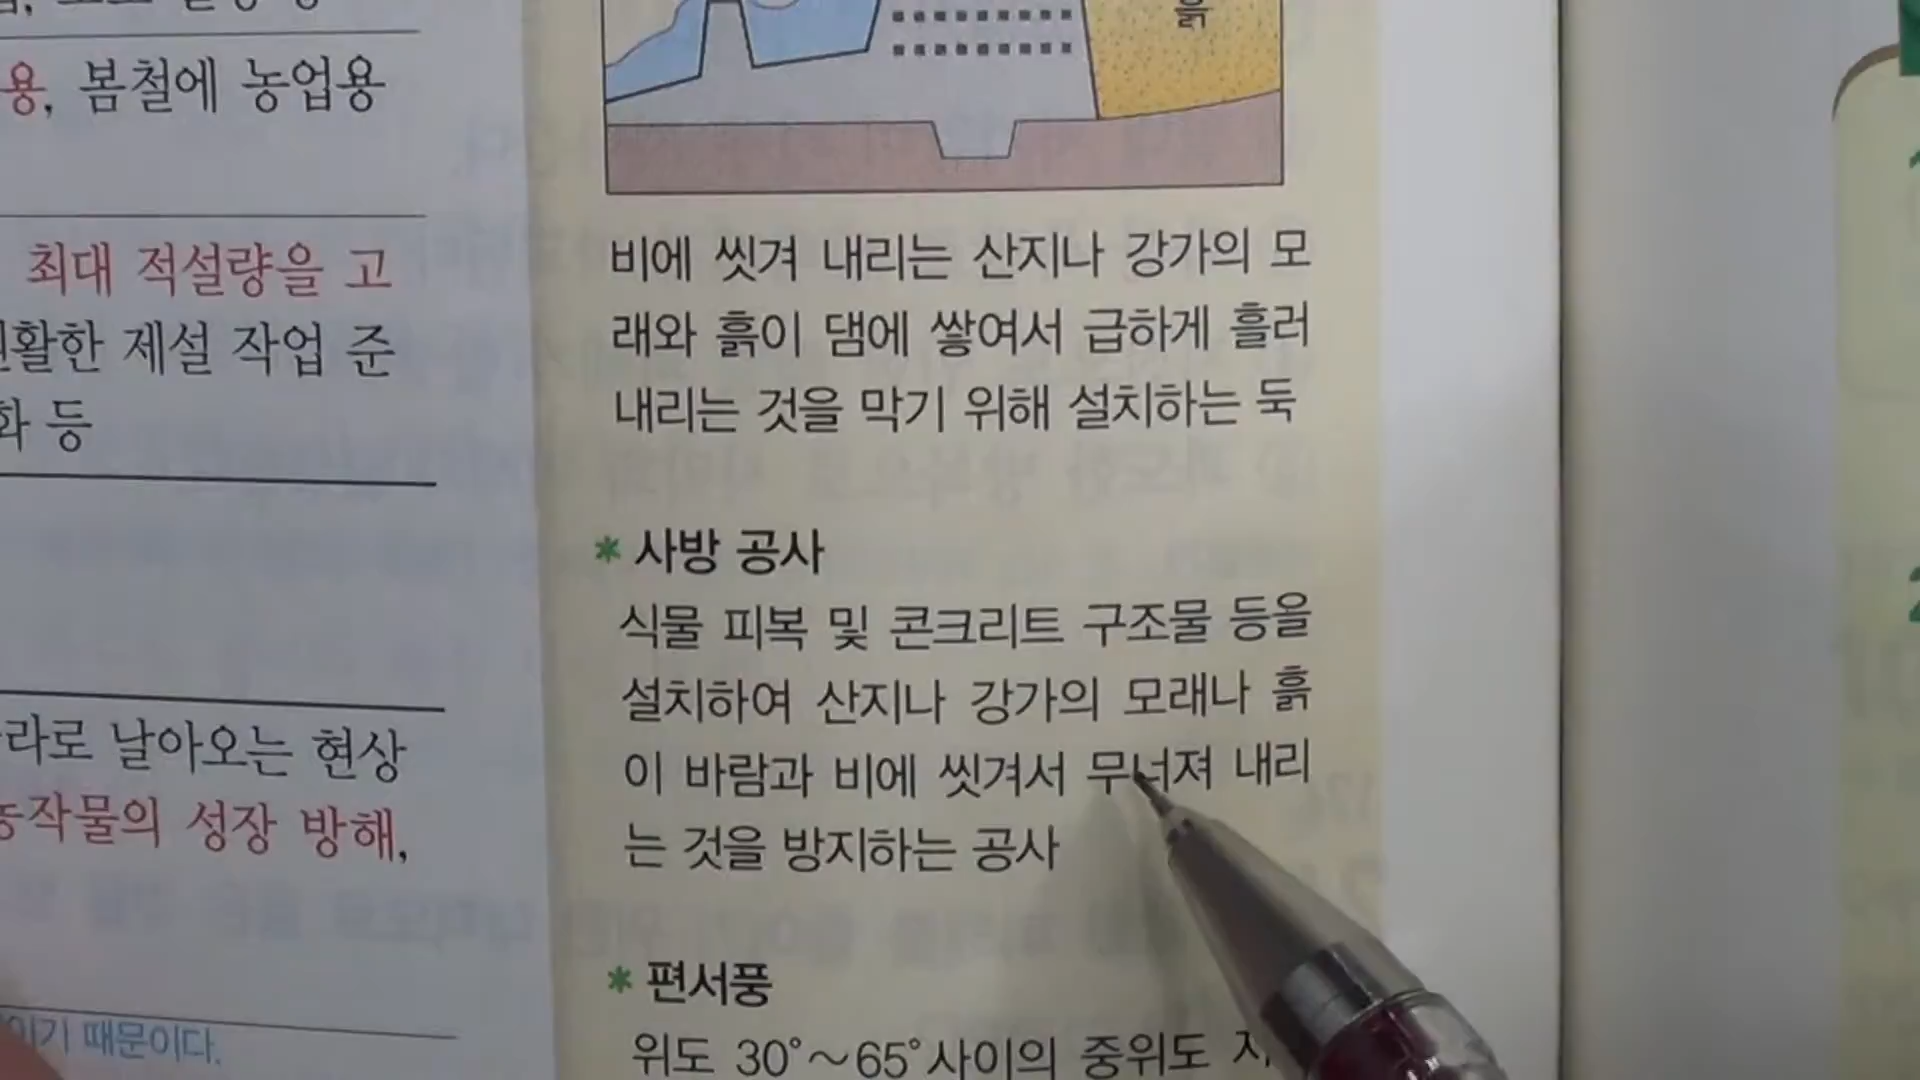 용, 봄철에 농업용
최대 적설량을 고
활한 제설 작업 준
화 등
라로 날아오는 현상
농작물의 성장 방해,
이기 때문이다.
흙
비에 씻겨 내리는 산지나 강가의 모
래와 흙이 댐에 쌓여서 급하게 흘러
내리는 것을 막기 위해 설치하는 둑
* 사방 공사
식물 피복 및 콘크리트 구조물 등을
설치하여 산지나 강가의 모래나 흙
이 바람과 비에 씻겨서 무너져 내리
는 것을 방지하는 공사
* 편서풍
위도 30°~65°사이의 중위도